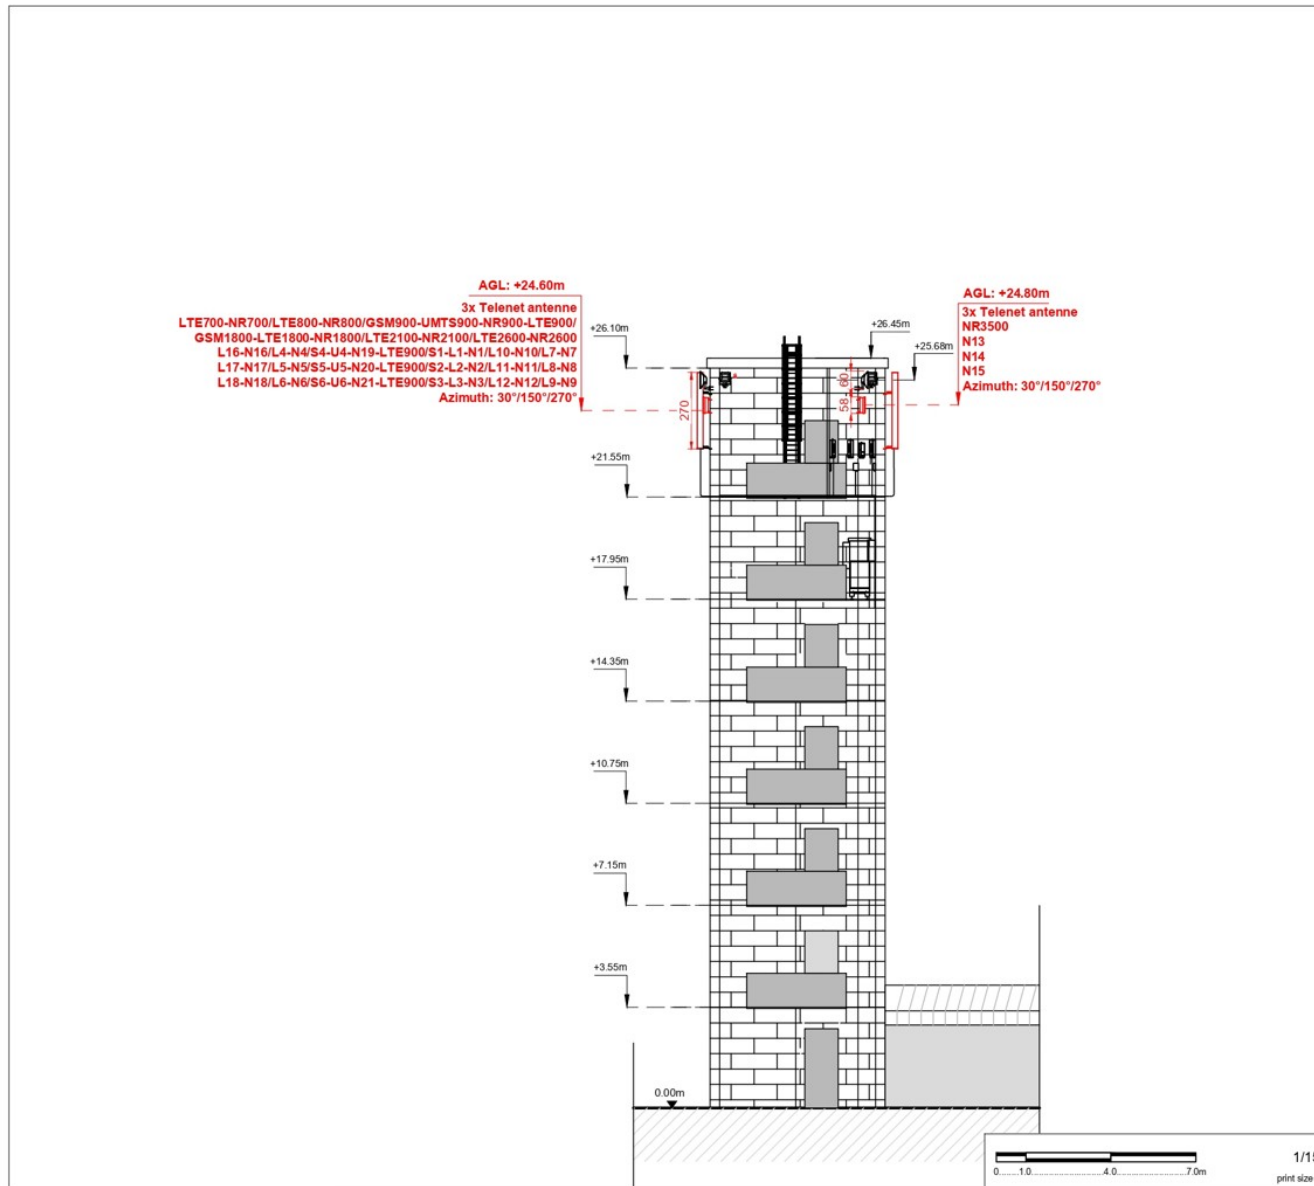 AGL: +24.60m
3x Telenet antenne
LTE700-NR700/LTE800-NR800/GSM900-UMTS900-NR900-LTE900/
GSM1800-LTE1800-NR1800/LTE2100-NR2100/LTE2600-NR2600
L16-N16/L4-N4/S4-U4-N19-LTE900/S1-L1-N1/L10-N10/L7-N7
L17-N17/L5-N5/S5-U5-N20-LTE900/S2-L2-N2/L11-N11/L8-N8
L18-N18/L6-N6/S6-U6-N21-LTE900/S3-L3-N3/L12-N12/L9-N9
Azimuth: 30°/150°/270°
AGL: +24.80m
3x Telenet antenne
NR3500
N13
N14
N15
Azimuth: 30°/150°/270°
+26.10m
+26.45m
+25.68m
270
60
58
+21.55m
+17.95m
+14.35m
+10.75m
+7.15m
+3.55m
0.00m
0 1.0 4.0 7.0m
1/15
print size